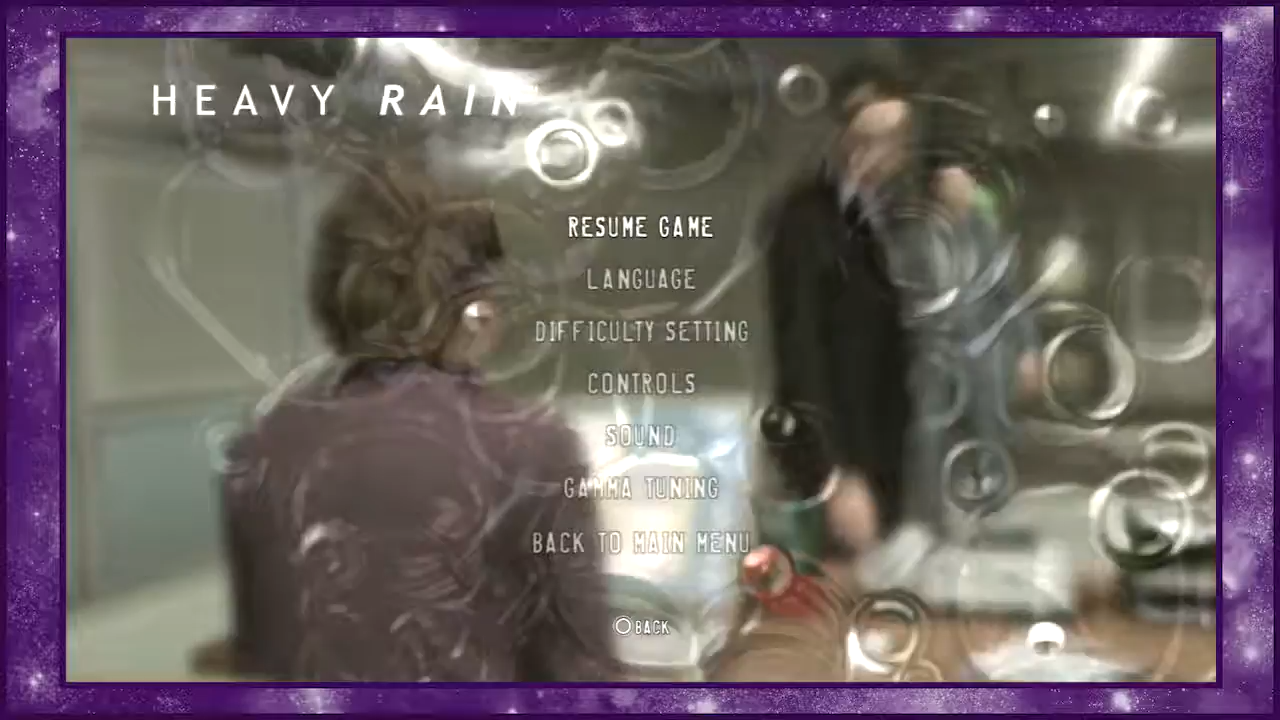 HEAVY RAIN
RESUME GAME
LANGUAGE
DIFFICULTY SETTING
CONTROLS
SOUND
GAMMA TUNING
BACK TO MAIN MENU
BACK